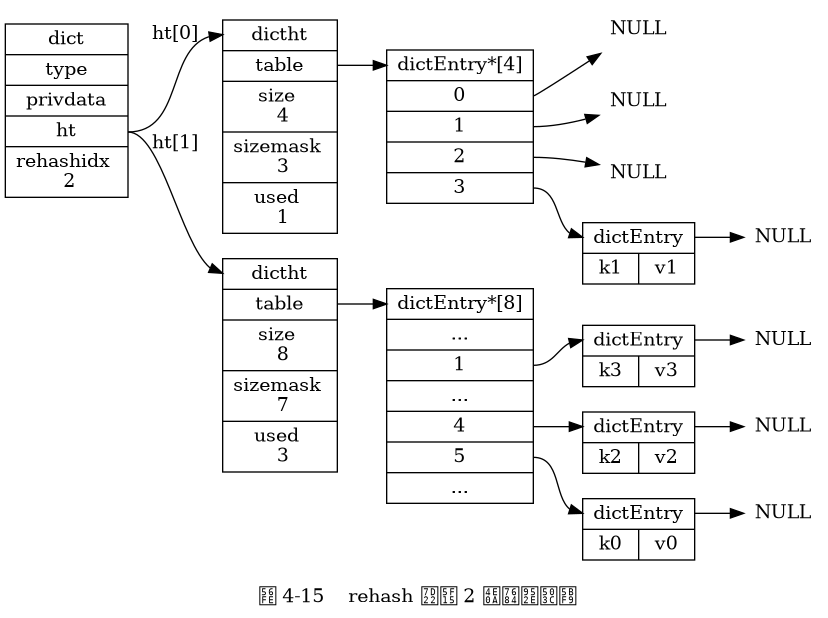 dict
type
privdata
ht
rehashidx
2
ht[0]
ht[1]
dictht
table
size
4
sizemask
3
used
1
dictEntry*[4]
0
1
2
3
NULL
NULL
NULL
dictEntry
k1 v1
NULL
dictht
table
size
8
sizemask
7
used
3
dictEntry*[8]
...
1
...
4
5
...
dictEntry
k3 v3
NULL
dictEntry
k2 v2
NULL
dictEntry
k0 v0
NULL
4-15 rehash 2